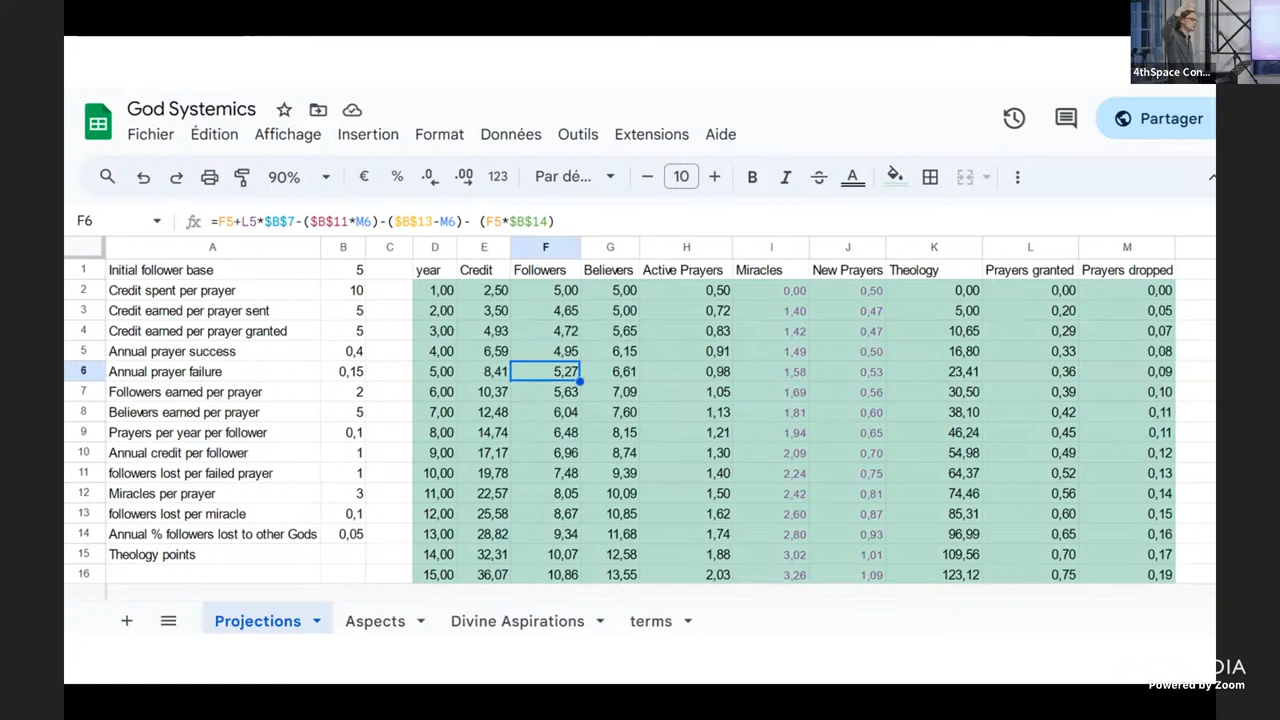 4thSpace Con...
God Systemics
Fichier Édition Affichage Insertion Format Données Outils Extensions Aide
Partager
90% € % .0 .00 123 Par dé... 10 B I A
F6 fx =F5+L5*$B$7-($B$11*M6)-($B$13-M6)- (F5*$B$14)
A B C D E F G H I J K L M
1 Initial follower base 5 year Credit Followers Believers Active Prayers Miracles New Prayers Theology Prayers granted Prayers dropped
2 Credit spent per prayer 10 1,00 2,50 5,00 5,00 0,50 0,00 0,50 0,00 0,00 0,00
3 Credit earned per prayer sent 5 2,00 3,50 4,65 5,00 0,72 1,40 0,47 5,00 0,20 0,05
4 Credit earned per prayer granted 5 3,00 4,93 4,72 5,65 0,83 1,42 0,47 10,65 0,29 0,07
5 Annual prayer success 0,4 4,00 6,59 4,95 6,15 0,91 1,49 0,50 16,80 0,33 0,08
6 Annual prayer failure 0,15 5,00 8,41 5,27 6,61 0,98 1,58 0,53 23,41 0,36 0,09
7 Followers earned per prayer 2 6,00 10,37 5,63 7,09 1,05 1,69 0,56 30,50 0,39 0,10
8 Believers earned per prayer 5 7,00 12,48 6,04 7,60 1,13 1,81 0,60 38,10 0,42 0,11
9 Prayers per year per follower 0,1 8,00 14,74 6,48 8,15 1,21 1,94 0,65 46,24 0,45 0,11
10 Annual credit per follower 1 9,00 17,17 6,96 8,74 1,30 2,09 0,70 54,98 0,49 0,12
11 followers lost per failed prayer 1 10,00 19,78 7,48 9,39 1,40 2,24 0,75 64,37 0,52 0,13
12 Miracles per prayer 3 11,00 22,57 8,05 10,09 1,50 2,42 0,81 74,46 0,56 0,14
13 followers lost per miracle 0,1 12,00 25,58 8,67 10,85 1,62 2,60 0,87 85,31 0,60 0,15
14 Annual % followers lost to other Gods 0,05 13,00 28,82 9,34 11,68 1,74 2,80 0,93 96,99 0,65 0,16
15 Theology points 14,00 32,31 10,07 12,58 1,88 3,02 1,01 109,56 0,70 0,17
16 15,00 36,07 10,86 13,55 2,03 3,26 1,09 123,12 0,75 0,19
Projections Aspects Divine Aspirations terms
Powered by Zoom